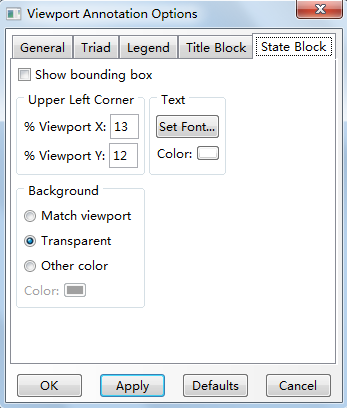 Viewport Annotation Options
General Triad Legend Title Block State Block
Show bounding box
Upper Left Corner
% Viewport X: 13
% Viewport Y: 12
Text
Set Font...
Color:
Background
Match viewport
Transparent
Other color
Color:
OK Apply Defaults Cancel